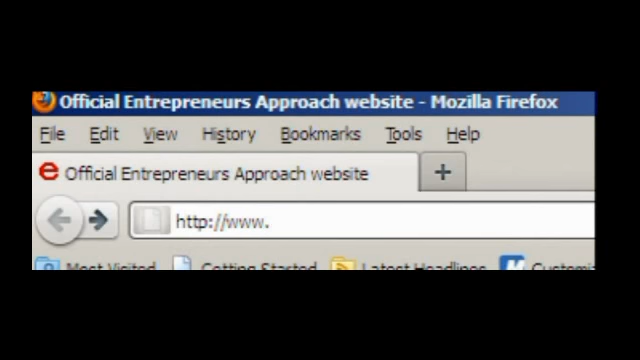 Official Entrepreneurs Approach website - Mozilla Firefox
File Edit View History Bookmarks Tools Help
e Official Entrepreneurs Approach website +
http://www.
Most Visited Getting Started Latest Headlines